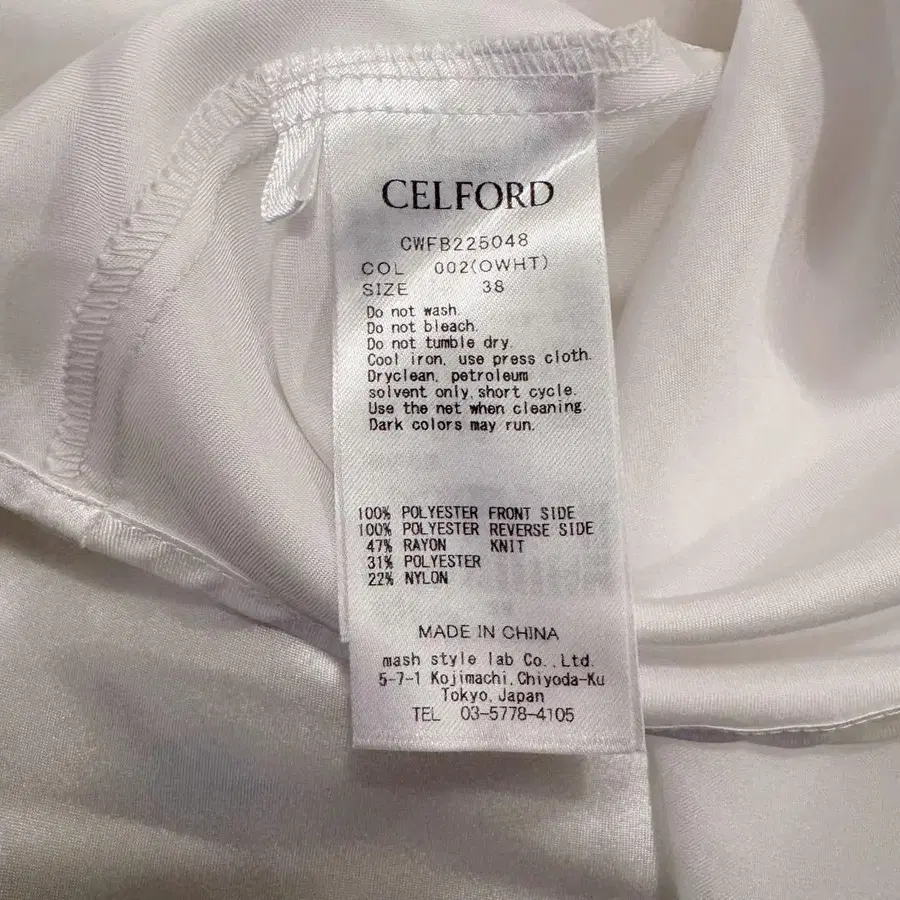 CELFORD
CWFB225048
COL 002(OWHT)
SIZE 38
Do not wash.
Do not bleach.
Do not tumble dry.
Cool iron, use press cloth.
Dryclean, petroleum
solvent only, short cycle.
Use the net when cleaning.
Dark colors may run.
100% POLYESTER FRONT SIDE
100% POLYESTER REVERSE SIDE
47% RAYON KNIT
31% POLYESTER
22% NYLON
MADE IN CHINA
mash style lab Co., Ltd.
5-7-1 Kojimachi, Chiyoda-Ku
Tokyo, Japan
TEL 03-5778-4105